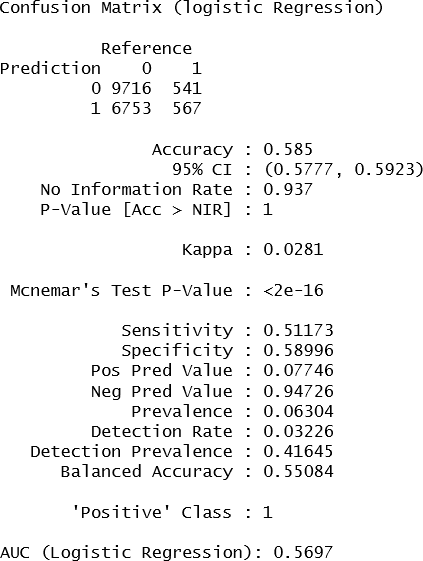 Confusion Matrix (logistic Regression)
Reference
Prediction 0 1
0 9716 541
1 6753 567
Accuracy : 0.585
95% CI : (0.5777, 0.5923)
No Information Rate : 0.937
P-Value [Acc > NIR] : 1
Kappa : 0.0281
Mcnemar's Test P-Value : <2e-16
Sensitivity : 0.51173
Specificity : 0.58996
Pos Pred Value : 0.07746
Neg Pred Value : 0.94726
Prevalence : 0.06304
Detection Rate : 0.03226
Detection Prevalence : 0.41645
Balanced Accuracy : 0.55084
'Positive' Class : 1
AUC (Logistic Regression): 0.5697